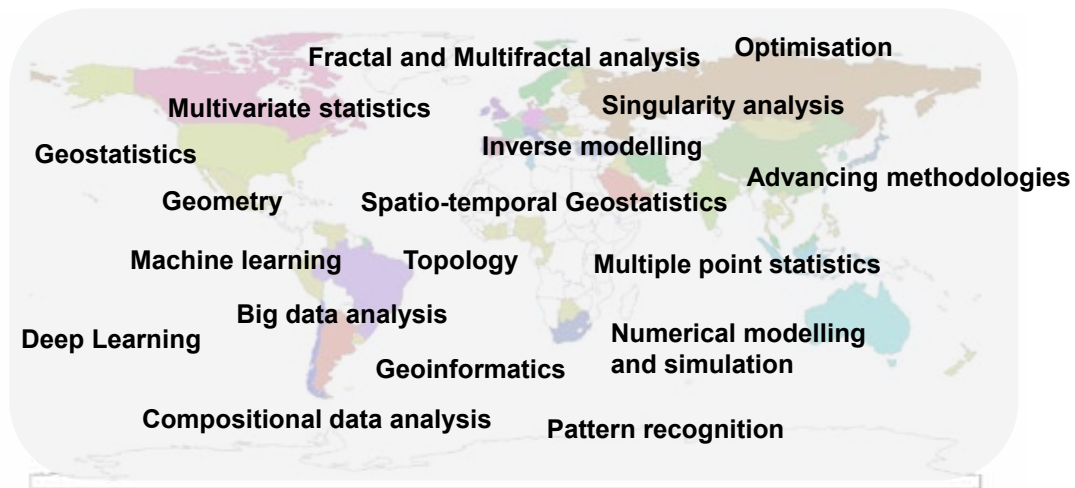 Fractal and Multifractal analysis
Optimisation
Multivariate statistics
Singularity analysis
Geostatistics
Inverse modelling
Advancing methodologies
Geometry
Spatio-temporal Geostatistics
Machine learning
Topology
Multiple point statistics
Big data analysis
Deep Learning
Numerical modelling
and simulation
Geoinformatics
Compositional data analysis
Pattern recognition